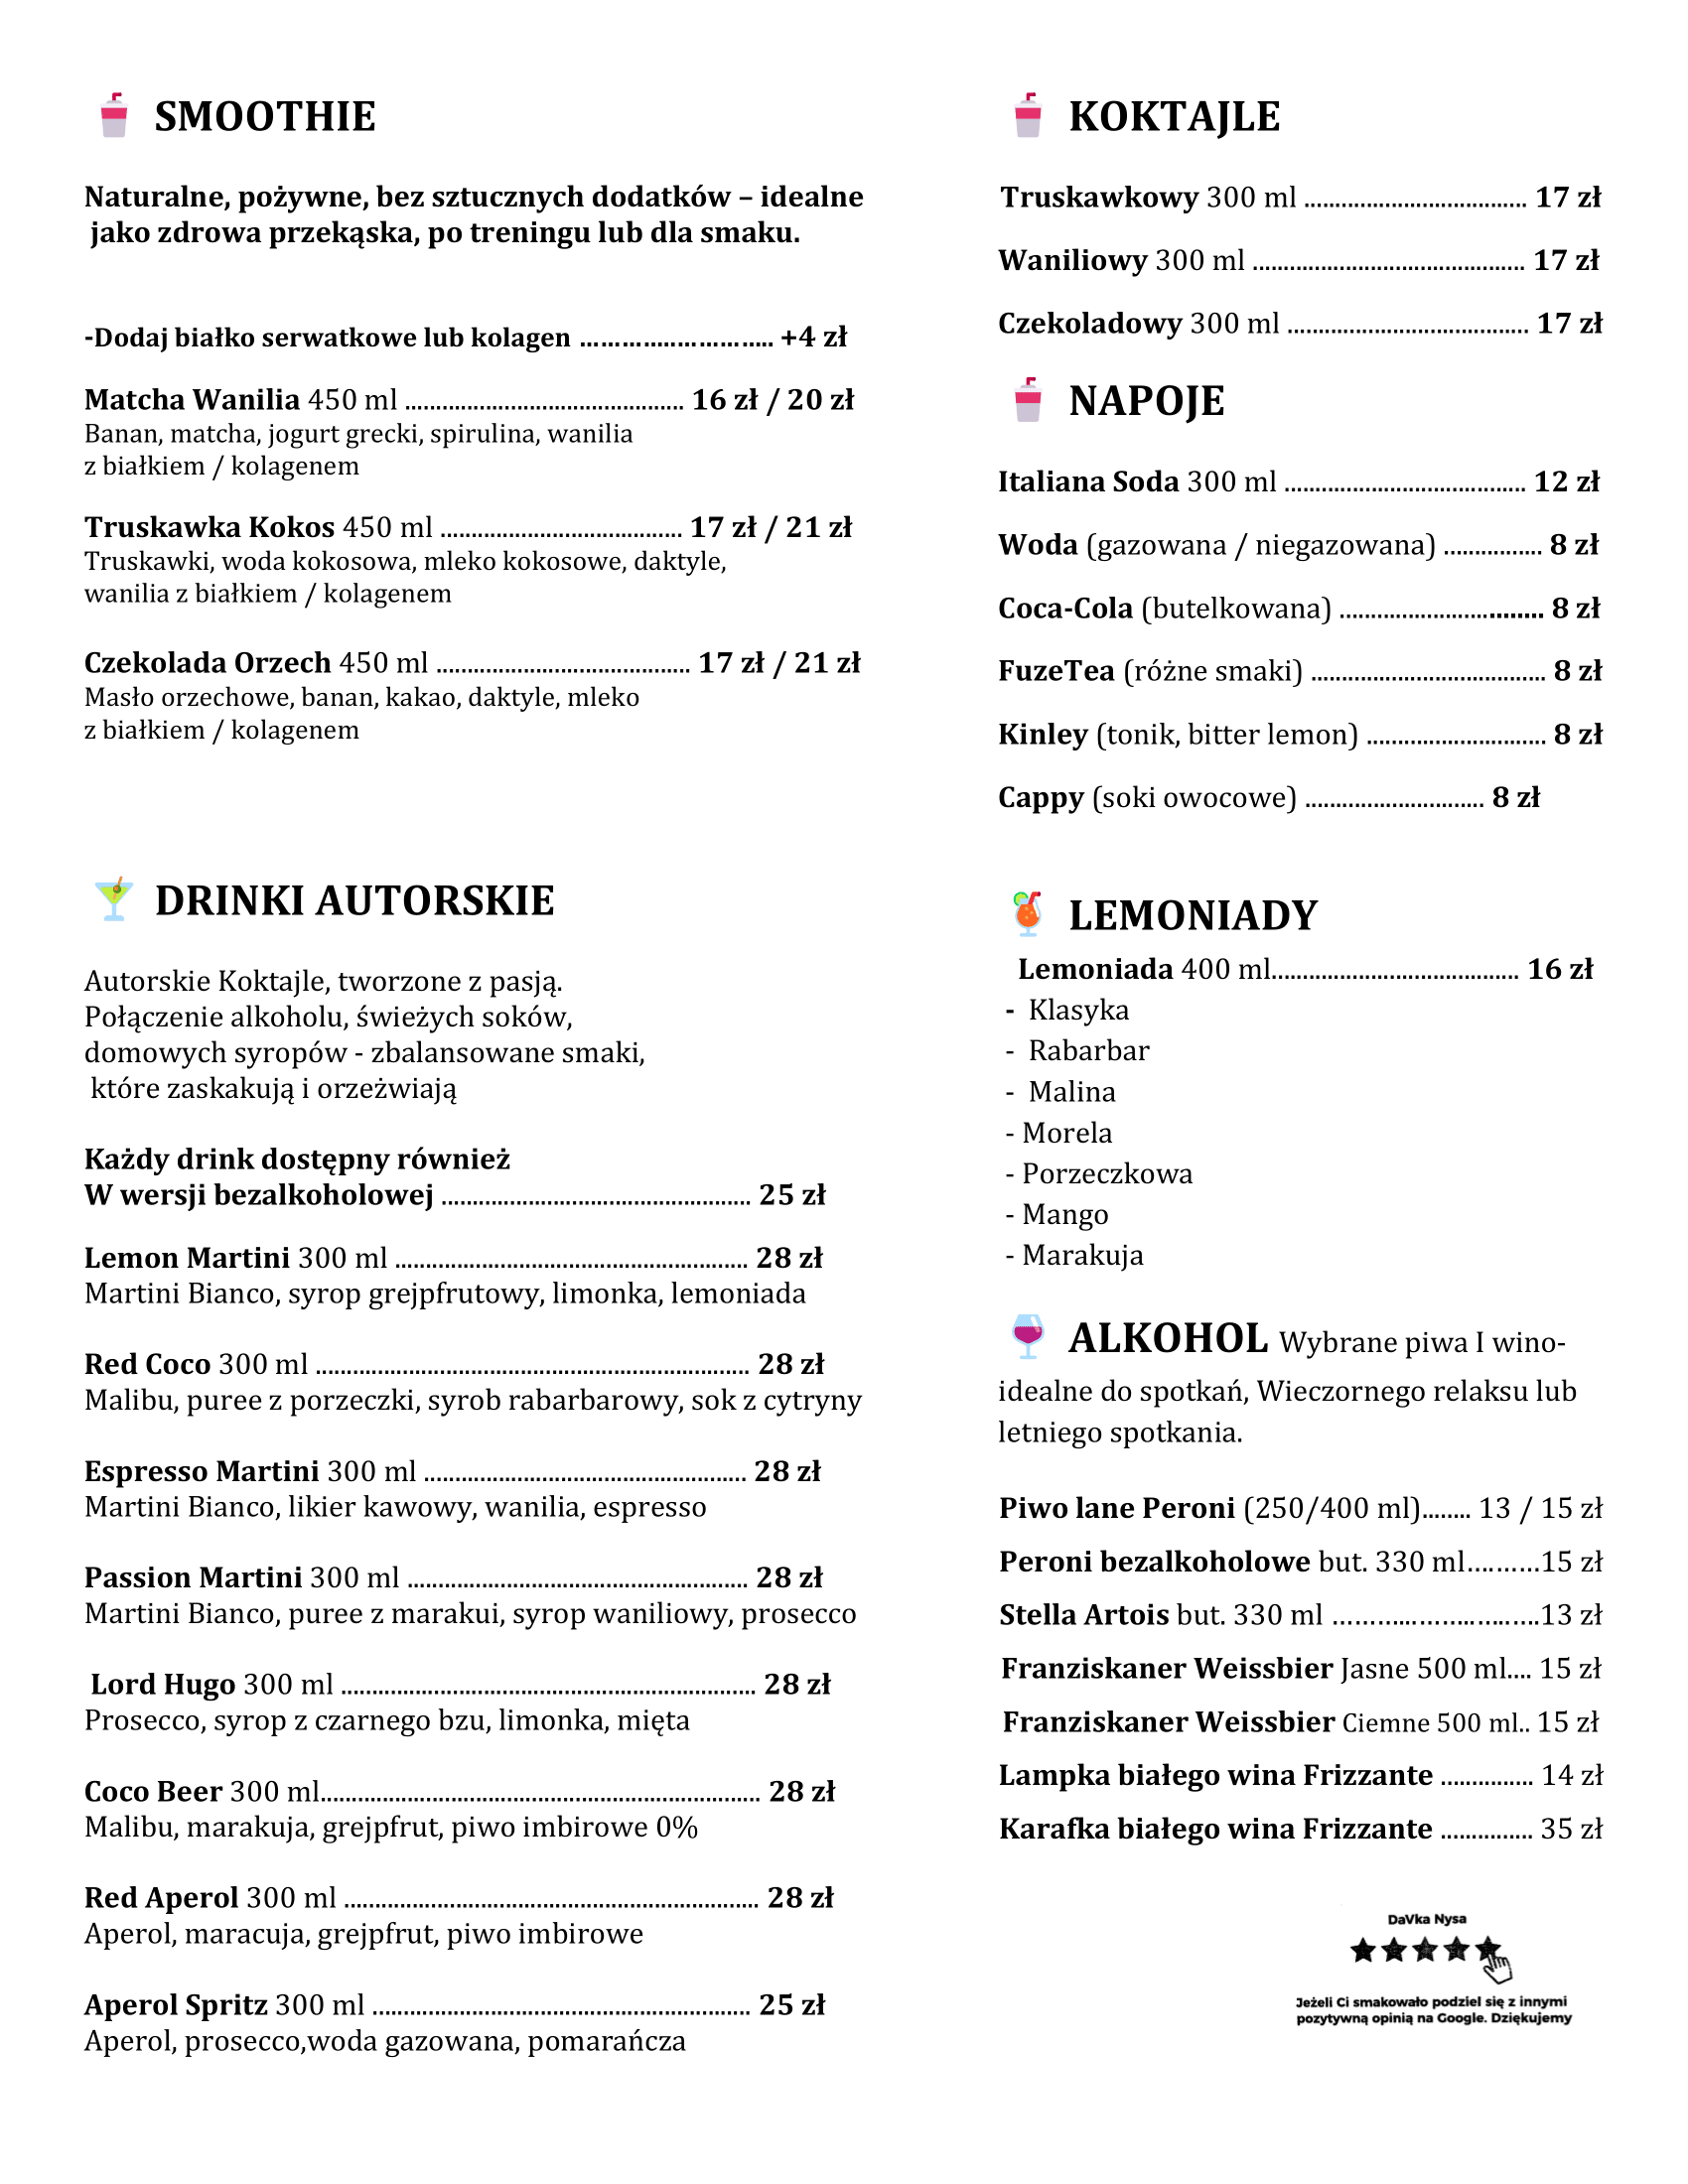 SMOOTHIE
Naturalne, pożywne, bez sztucznych dodatków – idealne
jako zdrowa przekąska, po treningu lub dla smaku.
-Dodaj białko serwatkowe lub kolagen ........................... +4 zł
Matcha Wanilia 450 ml ............................................. 16 zł / 20 zł
Banan, matcha, jogurt grecki, spirulina, wanilia
z białkiem / kolagenem
Truskawka Kokos 450 ml ....................................... 17 zł / 21 zł
Truskawki, woda kokosowa, mleko kokosowe, daktyle,
wanilia z białkiem / kolagenem
Czekolada Orzech 450 ml ......................................... 17 zł / 21 zł
Masło orzechowe, banan, kakao, daktyle, mleko
z białkiem / kolagenem
DRINKI AUTORSKIE
Autorskie Koktajle, tworzone z pasją.
Połączenie alkoholu, świeżych soków,
domowych syropów - zbalansowane smaki,
które zaskakują i orzeżwiają
Każdy drink dostępny również
W wersji bezalkoholowej .................................................. 25 zł
Lemon Martini 300 ml ......................................................... 28 zł
Martini Bianco, syrop grejpfrutowy, limonka, lemoniada
Red Coco 300 ml ...................................................................... 28 zł
Malibu, puree z porzeczki, syrob rabarbarowy, sok z cytryny
Espresso Martini 300 ml .................................................... 28 zł
Martini Bianco, likier kawowy, wanilia, espresso
Passion Martini 300 ml ....................................................... 28 zł
Martini Bianco, puree z marakui, syrop waniliowy, prosecco
Lord Hugo 300 ml ................................................................... 28 zł
Prosecco, syrop z czarnego bzu, limonka, mięta
Coco Beer 300 ml....................................................................... 28 zł
Malibu, marakuja, grejpfrut, piwo imbirowe 0%
Red Aperol 300 ml ................................................................... 28 zł
Aperol, maracuja, grejpfrut, piwo imbirowe
Aperol Spritz 300 ml ............................................................. 25 zł
Aperol, prosecco,woda gazowana, pomarańcza
KOKTAJLE
Truskawkowy 300 ml .................................... 17 zł
Waniliowy 300 ml ............................................ 17 zł
Czekoladowy 300 ml ....................................... 17 zł
NAPOJE
Italiana Soda 300 ml ....................................... 12 zł
Woda (gazowana / niegazowana) ................ 8 zł
Coca-Cola (butelkowana) ................................. 8 zł
FuzeTea (różne smaki) ...................................... 8 zł
Kinley (tonik, bitter lemon) ............................. 8 zł
Cappy (soki owocowe) ............................. 8 zł
LEMONIADY
Lemoniada 400 ml........................................ 16 zł
- Klasyka
- Rabarbar
- Malina
- Morela
- Porzeczkowa
- Mango
- Marakuja
ALKOHOL Wybrane piwa I wino-
idealne do spotkań, Wieczornego relaksu lub
letniego spotkania.
Piwo lane Peroni (250/400 ml)........ 13 / 15 zł
Peroni bezalkoholowe but. 330 ml..........15 zł
Stella Artois but. 330 ml ............................13 zł
Franziskaner Weissbier Jasne 500 ml.... 15 zł
Franziskaner Weissbier Ciemne 500 ml.. 15 zł
Lampka białego wina Frizzante ............... 14 zł
Karafka białego wina Frizzante ............... 35 zł
DaVka Nysa
Jeżeli Ci smakowało podziel się z innymi
pozytywną opinią na Google. Dziękujemy